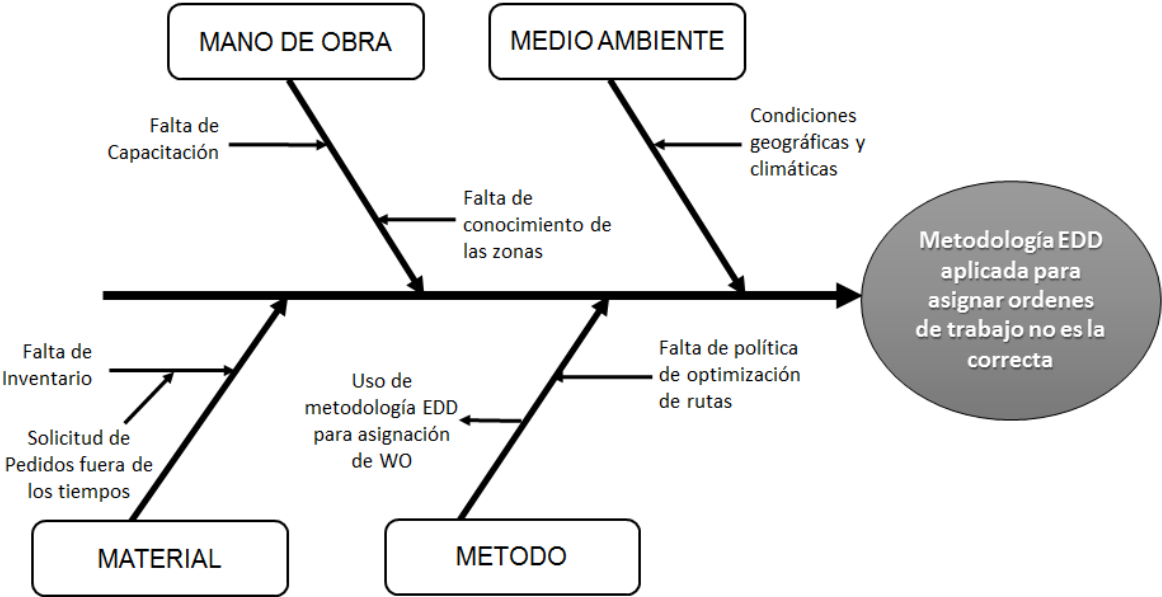 MANO DE OBRA
MEDIO AMBIENTE
Falta de
Capacitación
Condiciones
geográficas y
climáticas
Falta de
conocimiento de
las zonas
Metodología EDD
aplicada para
asignar ordenes
de trabajo no es la
correcta
Falta de
Inventario
Solicitud de
Pedidos fuera de
los tiempos
Uso de
metodología EDD
para asignación
de WO
Falta de política
de optimización
de rutas
MATERIAL
METODO